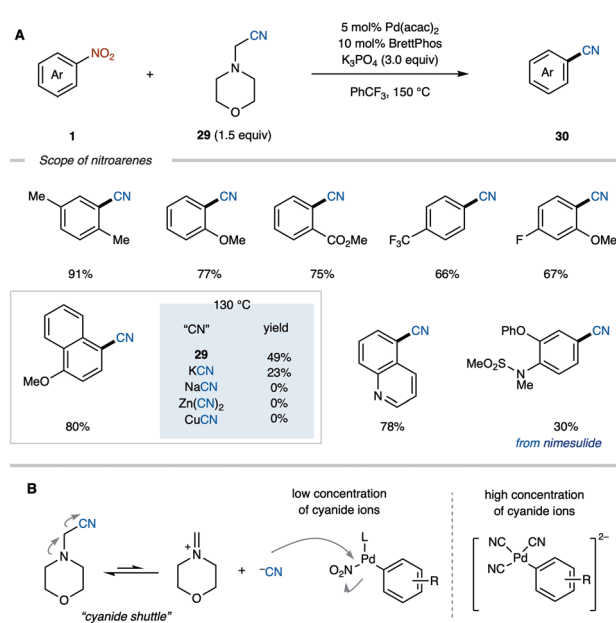 A
NO2
Ar
1
+
CN
N
O
29 (1.5 equiv)
5 mol% Pd(acac)2
10 mol% BrettPhos
K3PO4 (3.0 equiv)
PhCF3, 150 °C
CN
Ar
30
Scope of nitroarenes
Me
CN
Me
91%
CN
OMe
77%
CN
CO2Me
75%
CN
F3C
66%
CN
F
OMe
67%
CN
MeO
80%
130 °C
"CN" yield
29 49%
KCN 23%
NaCN 0%
Zn(CN)2 0%
CuCN 0%
CN
N
78%
PhO
CN
MeO2S
N
Me
30%
from nimesulide
B
CN
N
O
"cyanide shuttle"
+
N
O
+
–CN
low concentration
of cyanide ions
L
O2N
Pd
R
high concentration
of cyanide ions
NC
CN
Pd
NC
R
2–